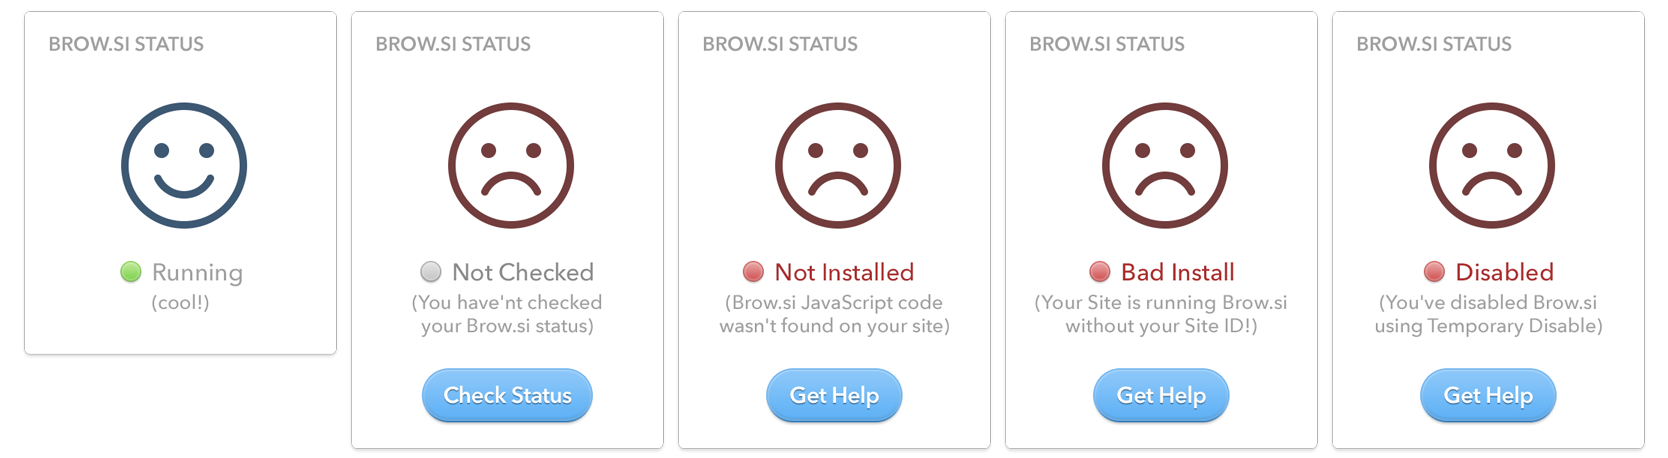 BROW.SI STATUS
Running
(cool!)
BROW.SI STATUS
Not Checked
(You have'nt checked
your Brow.si status)
Check Status
BROW.SI STATUS
Not Installed
(Brow.si JavaScript code
wasn't found on your site)
Get Help
BROW.SI STATUS
Bad Install
(Your Site is running Brow.si
without your Site ID!)
Get Help
BROW.SI STATUS
Disabled
(You've disabled Brow.si
using Temporary Disable)
Get Help